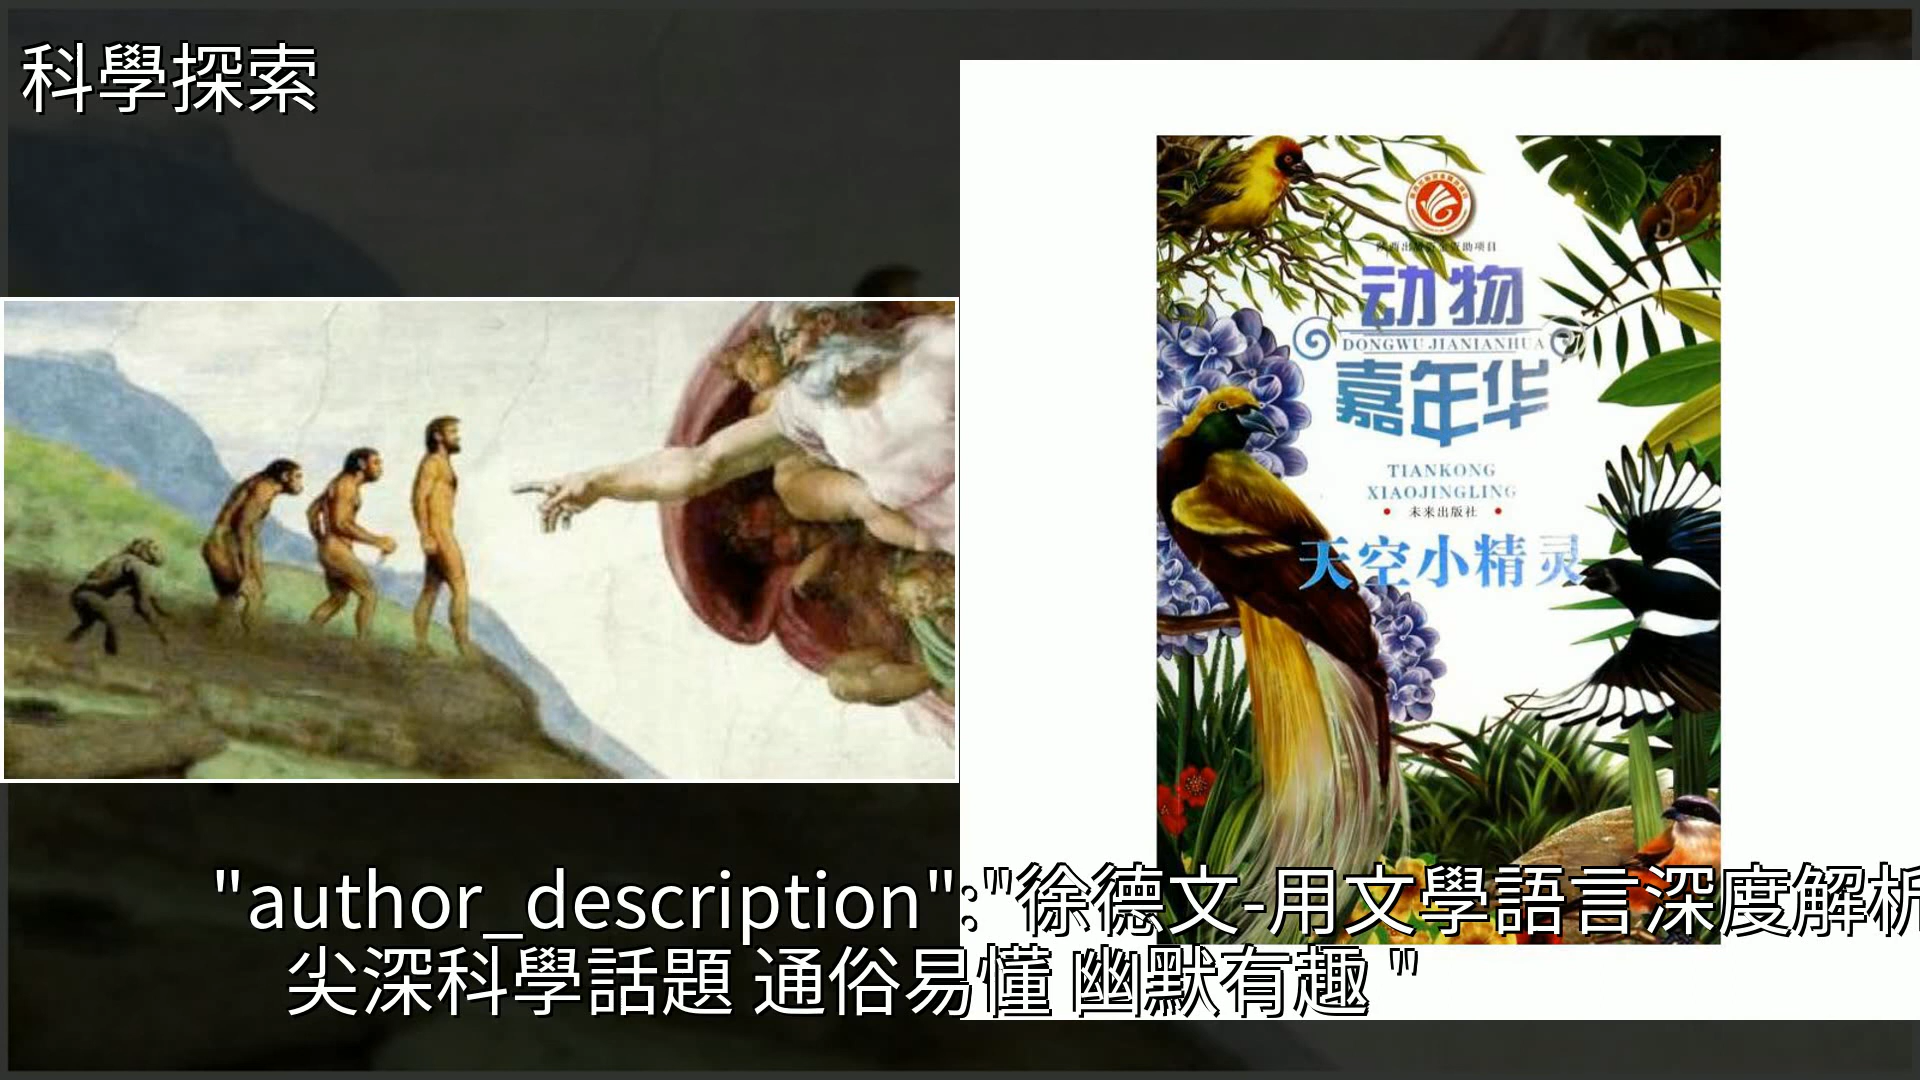 科學探索
动物
DONGWU JIANIANHUA
嘉年华
TIANKONG
XIAOJINGLING
未来出版社
天空小精灵
"author_description":"徐德文-用文學語言深度解析
尖深科學話題 通俗易懂 幽默有趣 "